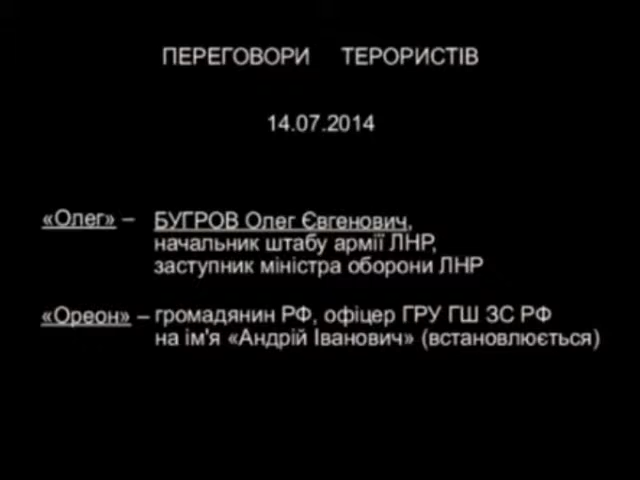 ПЕРЕГОВОРИ ТЕРОРИСТІВ
14.07.2014
«Олег» – БУГРОВ Олег Євгенович,
начальник штабу армії ЛНР,
заступник міністра оборони ЛНР
«Ореон» – громадянин РФ, офіцер ГРУ ГШ ЗС РФ
на ім'я «Андрій Іванович» (встановлюється)